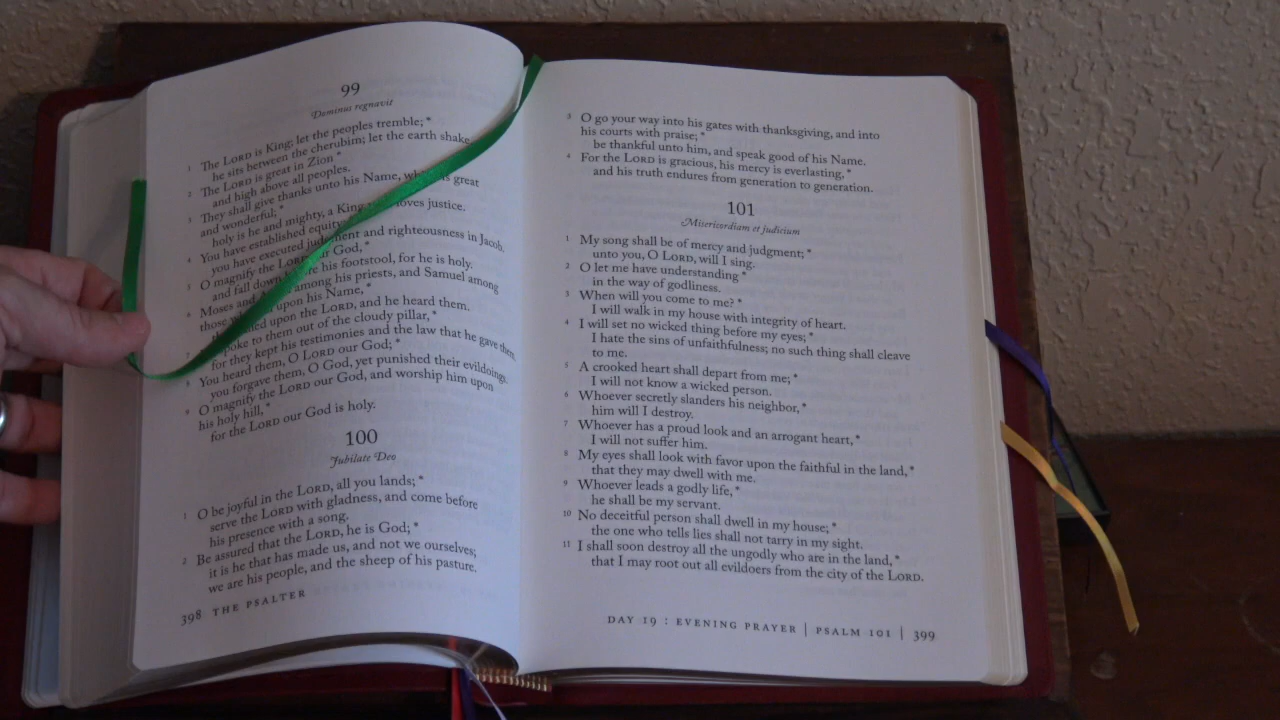 99
Dominus regnavit
1 The LORD is King; let the peoples tremble; *
he sits between the cherubim; let the earth shake.
2 The LORD is great in Zion *
and high above all peoples.
3 They shall give thanks unto his Name, is great
and wonderful; *
holy is he and mighty, a King loves justice.
4 You have established equity
you have executed judgment and righteousness in Jacob.
5 O magnify the LORD our God, *
and fall down before his footstool, for he is holy.
6 Moses and among his priests, and Samuel among
those upon his Name, *
upon the LORD, and he heard them.
7 spoke to them out of the cloudy pillar, *
for they kept his testimonies and the law that he gave them.
8 You heard them, O LORD our God; *
you forgave them, O God, yet punished their evildoings.
9 O magnify the LORD our God, and worship him upon
his holy hill, *
for the LORD our God is holy.
100
Jubilate Deo
1 O be joyful in the LORD, all you lands; *
serve the LORD with gladness, and come before
his presence with a song.
2 Be assured that the LORD, he is God; *
it is he that has made us, and not we ourselves;
we are his people, and the sheep of his pasture.
398 THE PSALTER
3 O go your way into his gates with thanksgiving, and into
his courts with praise; *
be thankful unto him, and speak good of his Name.
4 For the LORD is gracious, his mercy is everlasting, *
and his truth endures from generation to generation.
101
Misericordiam et judicium
1 My song shall be of mercy and judgment; *
unto you, O LORD, will I sing.
2 O let me have understanding *
in the way of godliness.
3 When will you come to me? *
I will walk in my house with integrity of heart.
4 I will set no wicked thing before my eyes; *
I hate the sins of unfaithfulness; no such thing shall cleave
to me.
5 A crooked heart shall depart from me; *
I will not know a wicked person.
6 Whoever secretly slanders his neighbor, *
him will I destroy.
7 Whoever has a proud look and an arrogant heart, *
I will not suffer him.
8 My eyes shall look with favor upon the faithful in the land, *
that they may dwell with me.
9 Whoever leads a godly life, *
he shall be my servant.
10 No deceitful person shall dwell in my house; *
the one who tells lies shall not tarry in my sight.
11 I shall soon destroy all the ungodly who are in the land, *
that I may root out all evildoers from the city of the LORD.
DAY 19 : EVENING PRAYER | PSALM 101 | 399